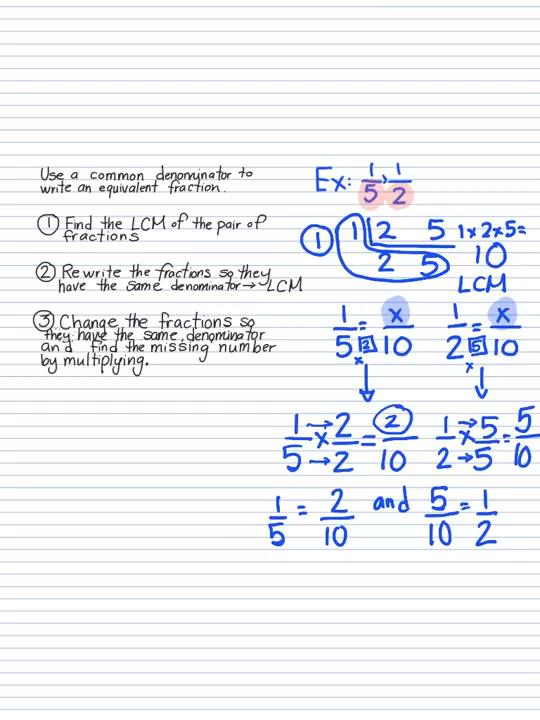 Use a common denominator to
write an equivalent fraction.
① Find the LCM of the pair of
fractions
② Rewrite the fractions so they
have the same denominator → LCM
③ Change the fractions so
they have the same denominator
and find the missing number
by multiplying.
Ex: 1/5, 1/2
① 1 2 5 1x2x5=
2 5 10
LCM
1/5 = x/10 1/2 = x/10
x 2 x 5
1/5 x 2/2 = 2/10 1/2 x 5/5 = 5/10
1/5 = 2/10 and 5/10 = 1/2